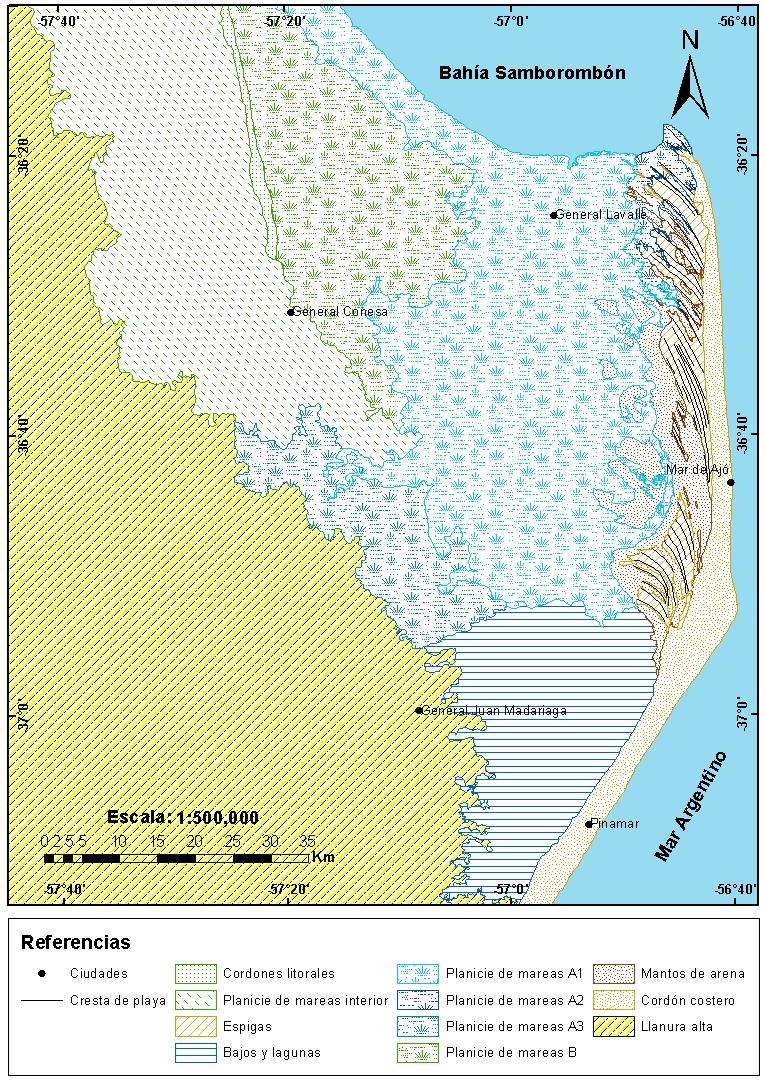 -57°40' -57°20' -57°0' -56°40'
Bahía Samborombón
N
36°20' 36°20'
General Lavalle
General Conesa
36°40' 36°40'
Mar de Ajó
37°0' 37°0'
General Juan Madariaga
Mar Argentino
Escala: 1:500,000
Pinamar
0 2,5 5 10 15 20 25 30 35
Km
-57°40' -57°20' -57°0' -56°40'
Referencias
Ciudades
Cresta de playa
Cordones litorales
Planicie de mareas interior
Espigas
Bajos y lagunas
Planicie de mareas A1
Planicie de mareas A2
Planicie de mareas A3
Planicie de mareas B
Mantos de arena
Cordón costero
Llanura alta